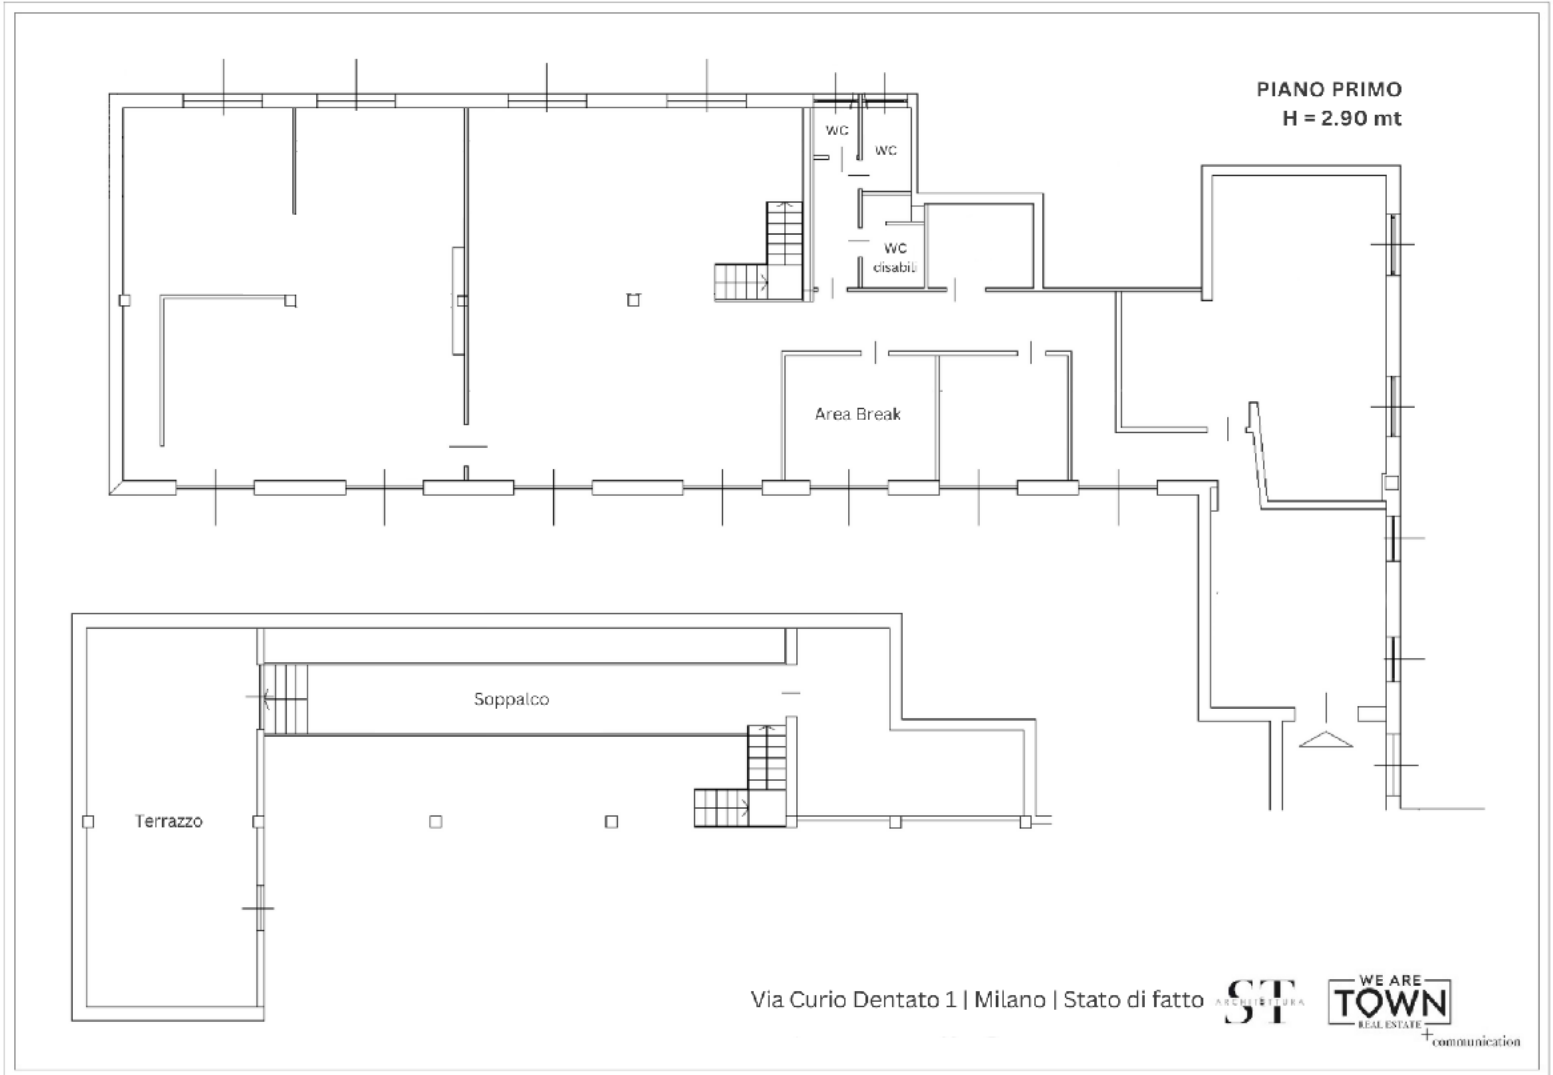 PIANO PRIMO
H = 2.90 mt
WC
WC
WC
disabili
Area Break
Soppalco
Terrazzo
Via Curio Dentato 1 | Milano | Stato di fatto
ST
ARCHITETTURA
WE ARE
TOWN
REAL ESTATE
+communication